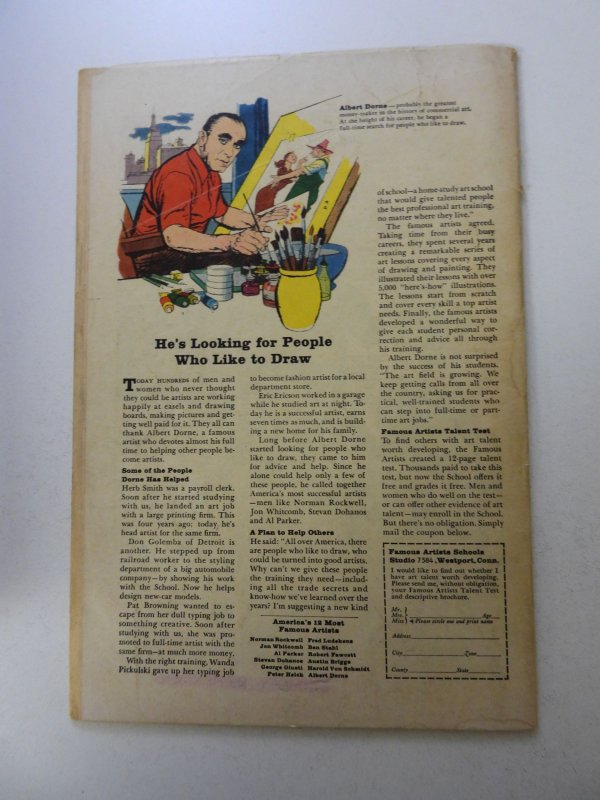 Albert Dorne — probably the greatest
money-maker in the history of commercial art.
At the height of his career, he began a
full-time search for people who like to draw.
He's Looking for People
Who Like to Draw
TODAY HUNDREDS of men and
women who never thought
they could be artists are working
happily at easels and drawing
boards, making pictures and get-
ting well paid for it. They all can
thank Albert Dorne, a famous
artist who devotes almost his full
time to helping other people be-
come artists.
Some of the People
Dorne Has Helped
Herb Smith was a payroll clerk.
Soon after he started studying
with us, he landed an art job
with a large printing firm. This
was four years ago: today he's
head artist for the same firm.
Don Golemba of Detroit is
another. He stepped up from
railroad worker to the styling
department of a big automobile
company—by showing his work
with the School. Now he helps
design new-car models.
Pat Browning wanted to es-
cape from her dull typing job to
something creative. Soon after
studying with us, she was pro-
moted to full-time artist with the
same firm—at much more money.
With the right training, Wanda
Pickulski gave up her typing job
to become fashion artist for a local
department store.
Eric Ericson worked in a garage
while he studied art at night. To-
day he is a successful artist, earns
seven times as much, and is build-
ing a new home for his family.
Long before Albert Dorne
started looking for people who
like to draw, they came to him
for advice and help. Since he
alone could help only a few of
these people, he called together
America's most successful artists
—men like Norman Rockwell,
Jon Whitcomb, Stevan Dohanos
and Al Parker.
A Plan to Help Others
He said: "All over America, there
are people who like to draw, who
could be turned into good artists.
Why can't we give these people
the training they need—includ-
ing all the trade secrets and
know-how we've learned over the
years? I'm suggesting a new kind
America's 12 Most
Famous Artists
Norman Rockwell Fred Ludekens
Jon Whitcomb Ben Stahl
Al Parker Robert Fawcett
Stevan Dohanos Austin Briggs
George Giusti Harold Von Schmidt
Peter Helck Albert Dorne
of school—a home-study art school
that would give talented people
the best professional art training,
no matter where they live."
The famous artists agreed.
Taking time from their busy
careers, they spent several years
creating a remarkable series of
art lessons covering every aspect
of drawing and painting. They
illustrated their lessons with over
5,000 "here's-how" illustrations.
The lessons start from scratch
and cover every skill a top artist
needs. Finally, the famous artists
developed a wonderful way to
give each student personal cor-
rection and advice all through
his training.
Albert Dorne is not surprised
by the success of his students.
"The art field is growing. We
keep getting calls from all over
the country, asking us for prac-
tical, well-trained students who
can step into full-time or part-
time art jobs."
Famous Artists Talent Test
To find others with art talent
worth developing, the Famous
Artists created a 12-page talent
test. Thousands paid to take this
test, but now the School offers it
free and grades it free. Men and
women who do well on the test—
or can offer other evidence of art
talent—may enroll in the School.
But there's no obligation. Simply
mail the coupon below.
Famous Artists Schools
Studio 7384, Westport, Conn.
I would like to find out whether I
have art talent worth developing.
Please send me, without obligation,
your Famous Artists Talent Test
and descriptive brochure.
Mr.
Mrs. Age
Miss Please circle one and print name
Address
City Zone
County State